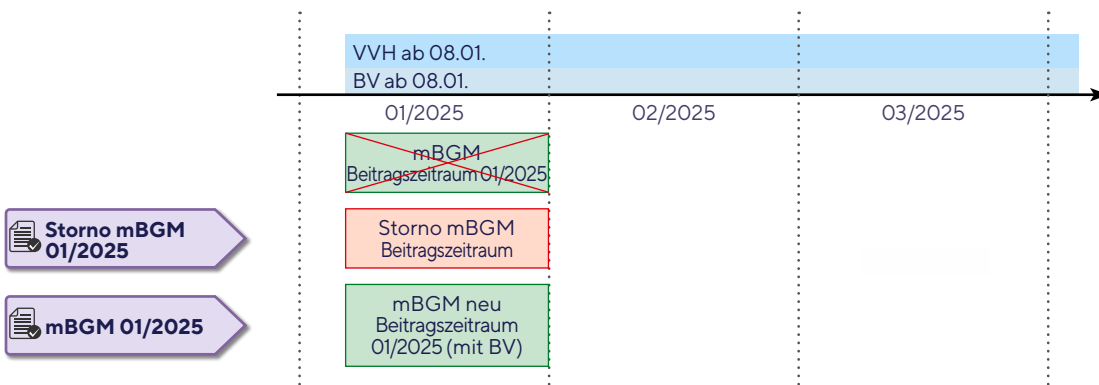 VVH ab 08.01.
BV ab 08.01.
01/2025
02/2025
03/2025
mBGM
Beitragszeitraum 01/2025
Storno mBGM
01/2025
Storno mBGM
Beitragszeitraum
mBGM 01/2025
mBGM neu
Beitragszeitraum
01/2025 (mit BV)